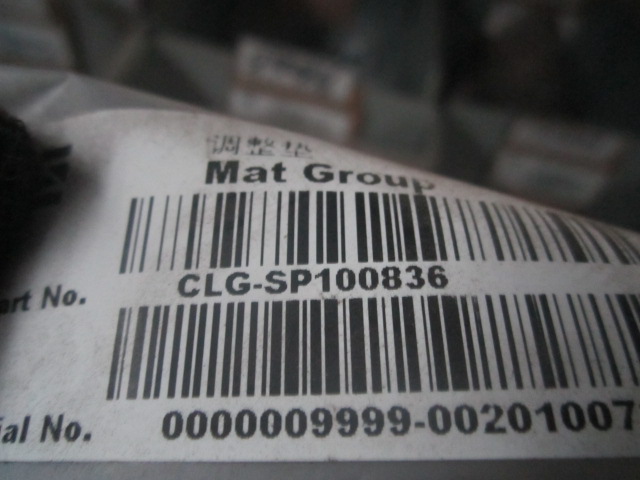 调整垫
Mat Group
CLG-SP100836
art No.
0000009999-00201007
ial No.